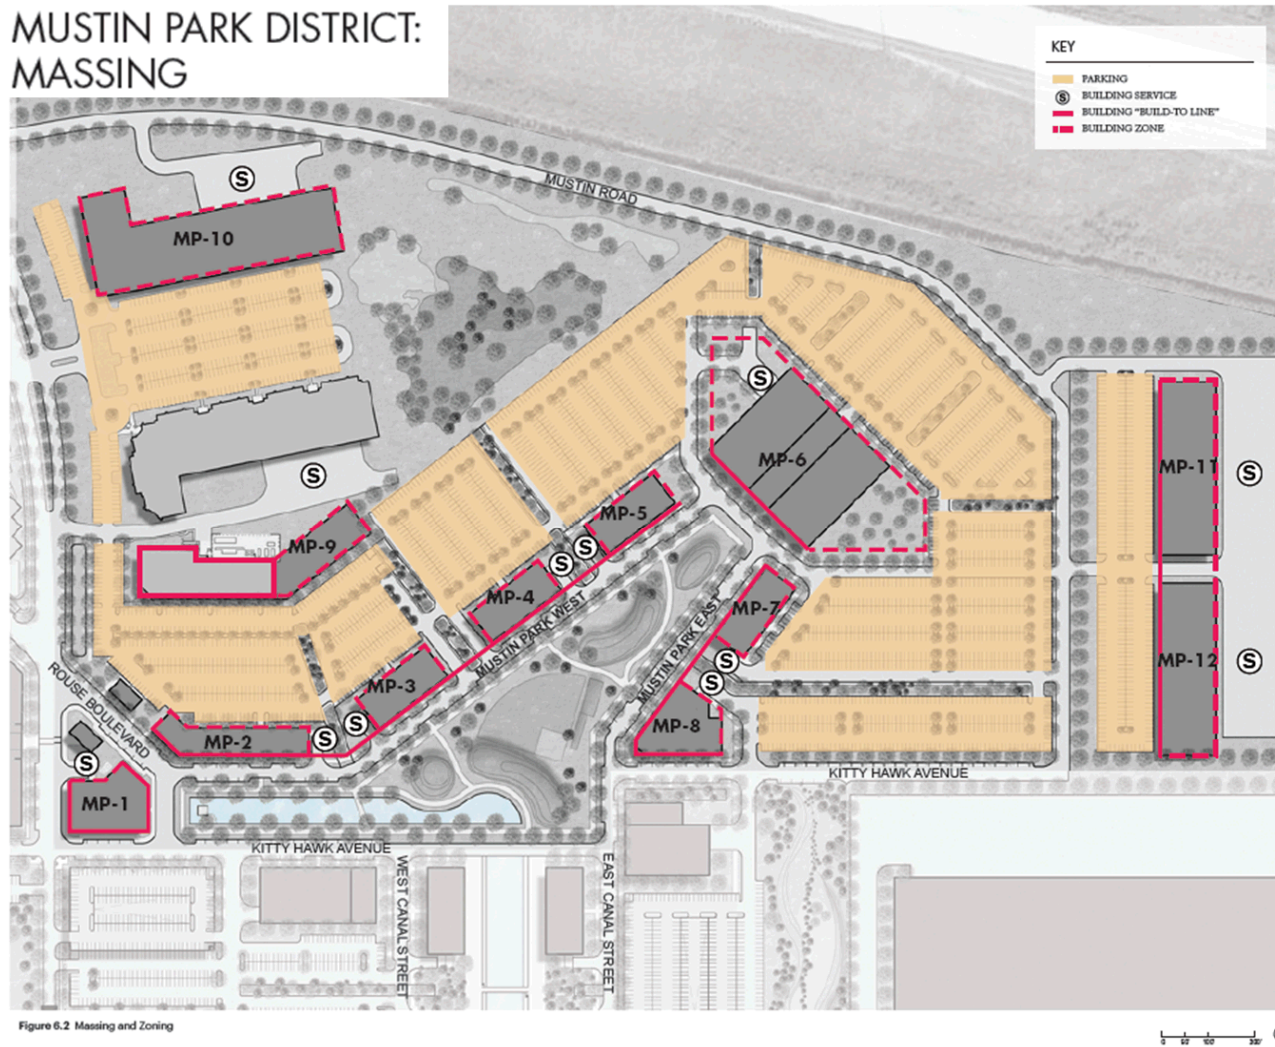 MUSTIN PARK DISTRICT:
MASSING
KEY
PARKING
S BUILDING SERVICE
BUILDING "BUILD-TO LINE"
BUILDING ZONE
MUSTIN ROAD
S
MP-10
S
MP-6
MP-11
S
S
MP-5
MP-9
S
S
MP-4
MUSTIN PARK WEST
MP-7
MUSTIN PARK EAST
S
S
MP-12
S
MP-3
S
ROUSE BOULEVARD
MP-2
S
MP-8
S
MP-1
KITTY HAWK AVENUE
KITTY HAWK AVENUE
WEST CANAL STREET
EAST CANAL STREET
Figure 6.2 Massing and Zoning